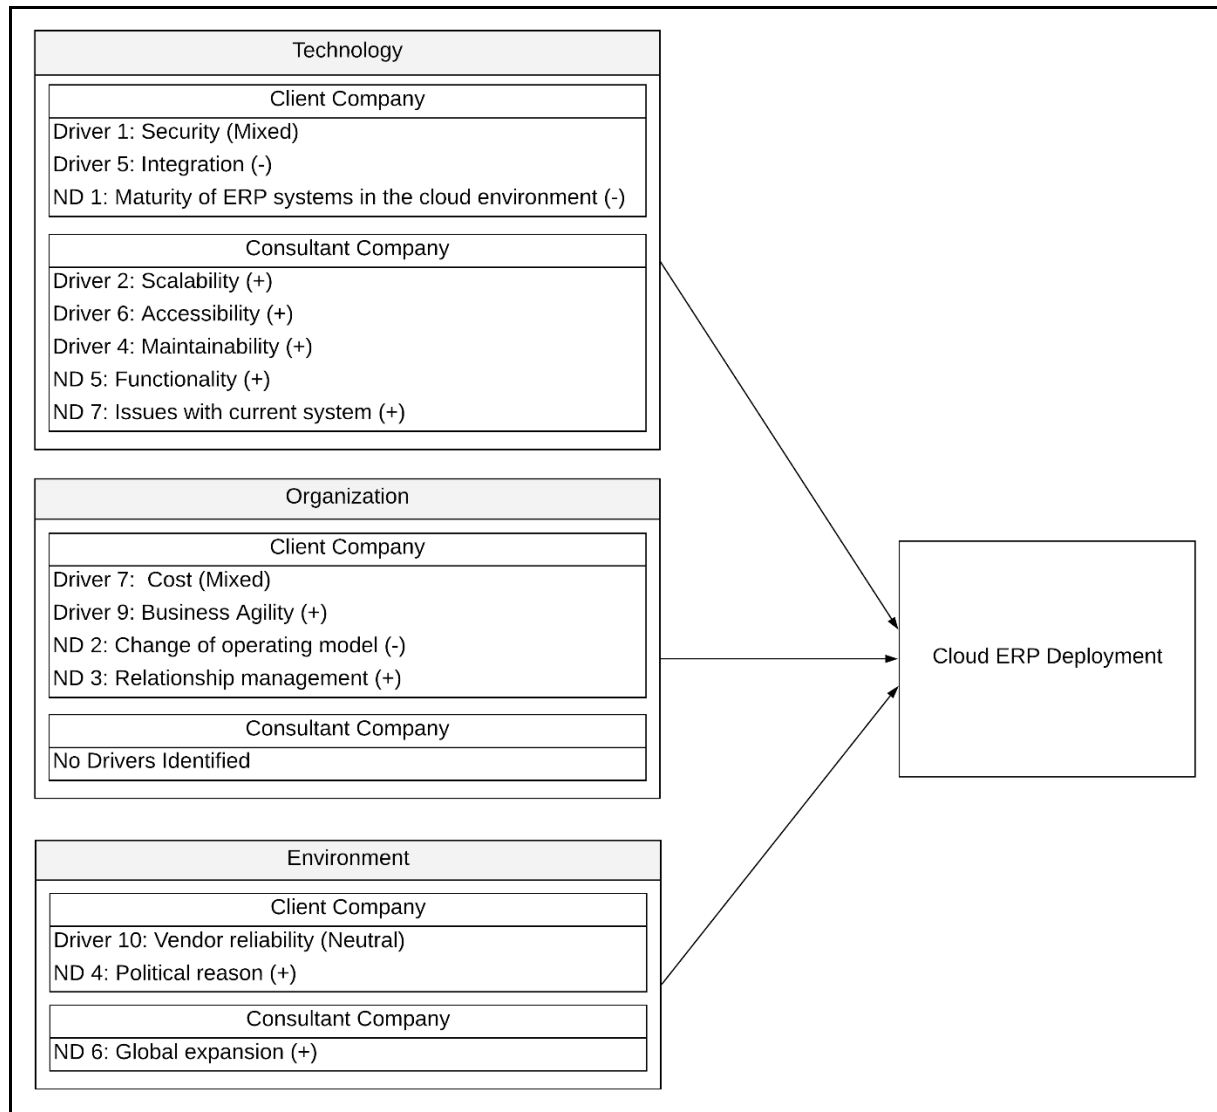 Technology
Client Company
Driver 1: Security (Mixed)
Driver 5: Integration (-)
ND 1: Maturity of ERP systems in the cloud environment (-)
Consultant Company
Driver 2: Scalability (+)
Driver 6: Accessibility (+)
Driver 4: Maintainability (+)
ND 5: Functionality (+)
ND 7: Issues with current system (+)
Organization
Client Company
Driver 7: Cost (Mixed)
Driver 9: Business Agility (+)
ND 2: Change of operating model (-)
ND 3: Relationship management (+)
Consultant Company
No Drivers Identified
Environment
Client Company
Driver 10: Vendor reliability (Neutral)
ND 4: Political reason (+)
Consultant Company
ND 6: Global expansion (+)
Cloud ERP Deployment